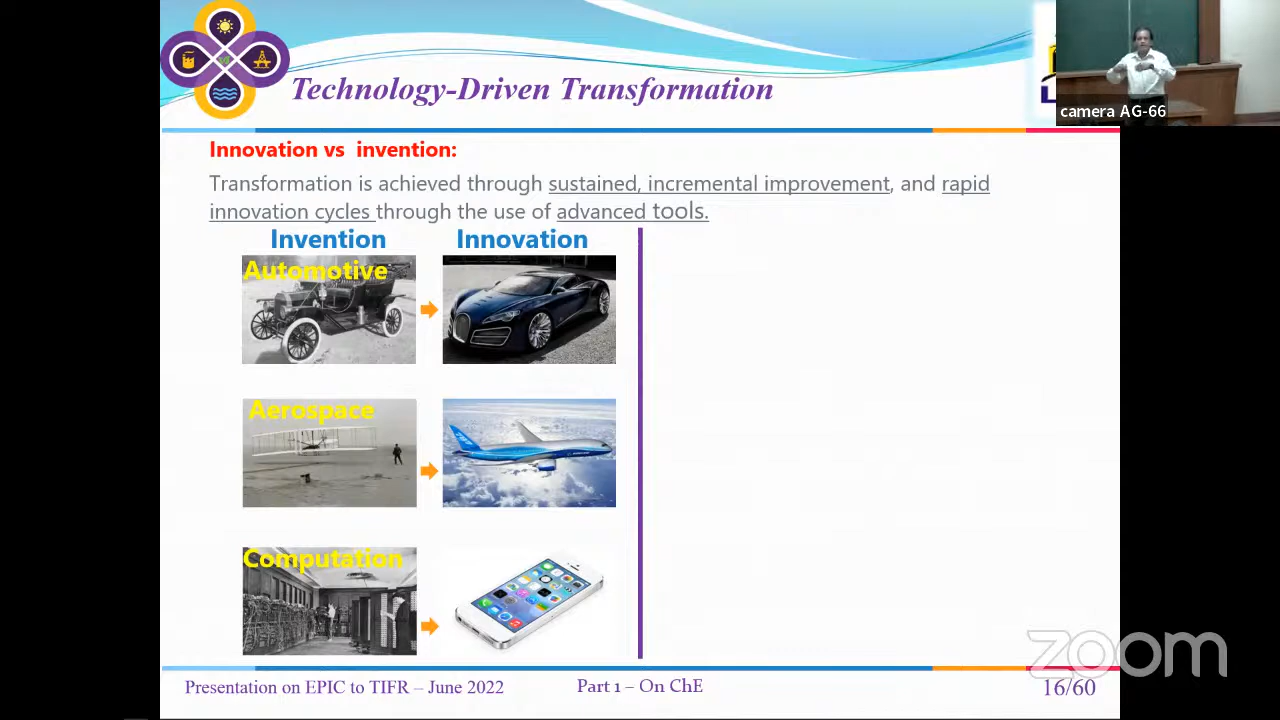 Technology-Driven Transformation
camera AG-66
Innovation vs invention:
Transformation is achieved through sustained, incremental improvement, and rapid
innovation cycles through the use of advanced tools.
Invention Innovation
Automotive
Aerospace
Computation
zoom
Presentation on EPIC to TIFR – June 2022 Part 1 – On ChE 16/60